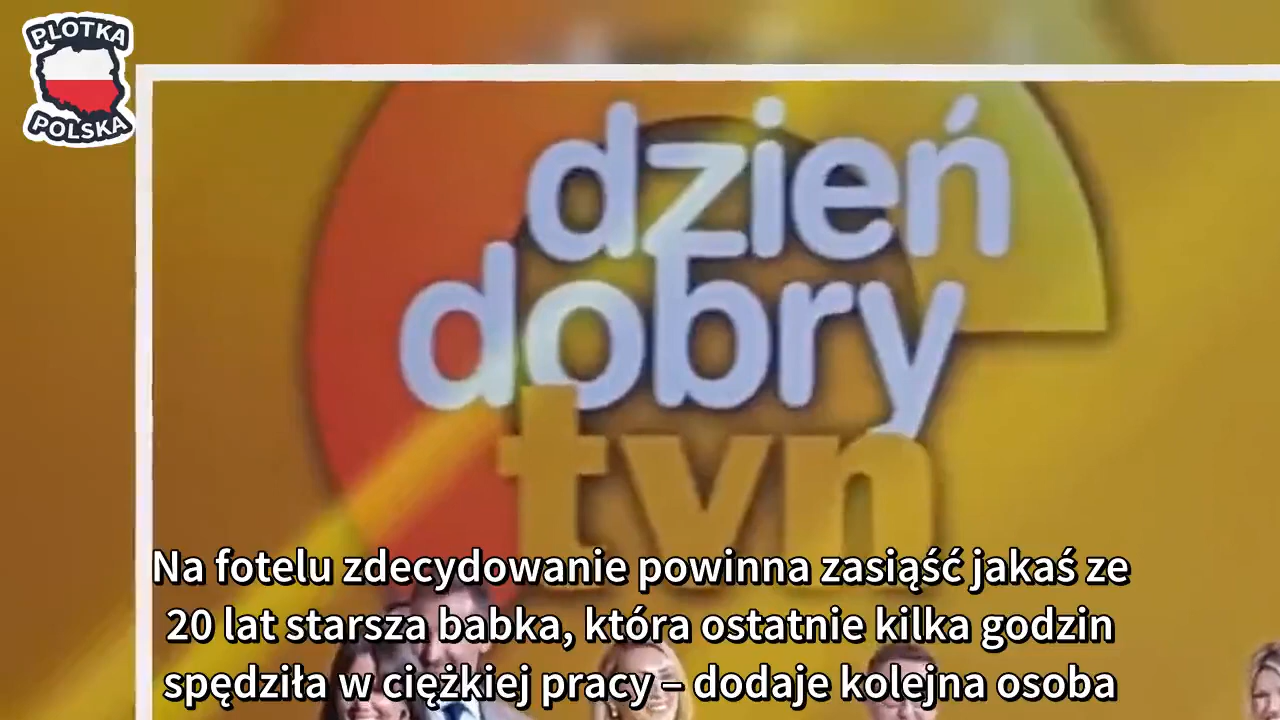 PLOTKA
POLSKA
dzień
dobry
tvn
Na fotelu zdecydowanie powinna zasiąść jakaś ze
20 lat starsza babka, która ostatnie kilka godzin
spędziła w ciężkiej pracy – dodaje kolejna osoba